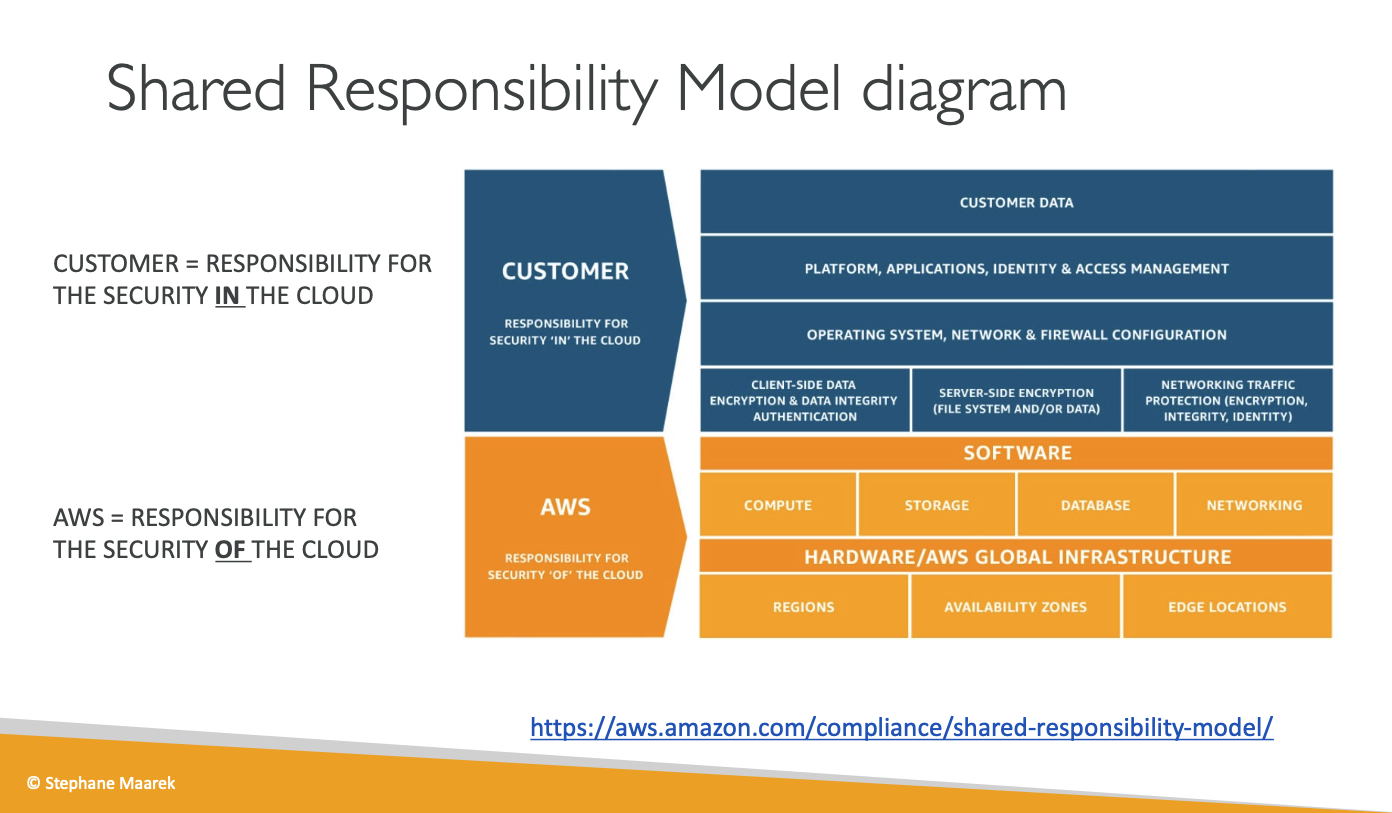 Shared Responsibility Model diagram
CUSTOMER = RESPONSIBILITY FOR
THE SECURITY IN THE CLOUD
CUSTOMER
RESPONSIBILITY FOR
SECURITY ‘IN’ THE CLOUD
CUSTOMER DATA
PLATFORM, APPLICATIONS, IDENTITY & ACCESS MANAGEMENT
OPERATING SYSTEM, NETWORK & FIREWALL CONFIGURATION
CLIENT-SIDE DATA
ENCRYPTION & DATA INTEGRITY
AUTHENTICATION
SERVER-SIDE ENCRYPTION
(FILE SYSTEM AND/OR DATA)
NETWORKING TRAFFIC
PROTECTION (ENCRYPTION,
INTEGRITY, IDENTITY)
AWS = RESPONSIBILITY FOR
THE SECURITY OF THE CLOUD
AWS
RESPONSIBILITY FOR
SECURITY ‘OF’ THE CLOUD
SOFTWARE
COMPUTE
STORAGE
DATABASE
NETWORKING
HARDWARE/AWS GLOBAL INFRASTRUCTURE
REGIONS
AVAILABILITY ZONES
EDGE LOCATIONS
https://aws.amazon.com/compliance/shared-responsibility-model/
© Stephane Maarek